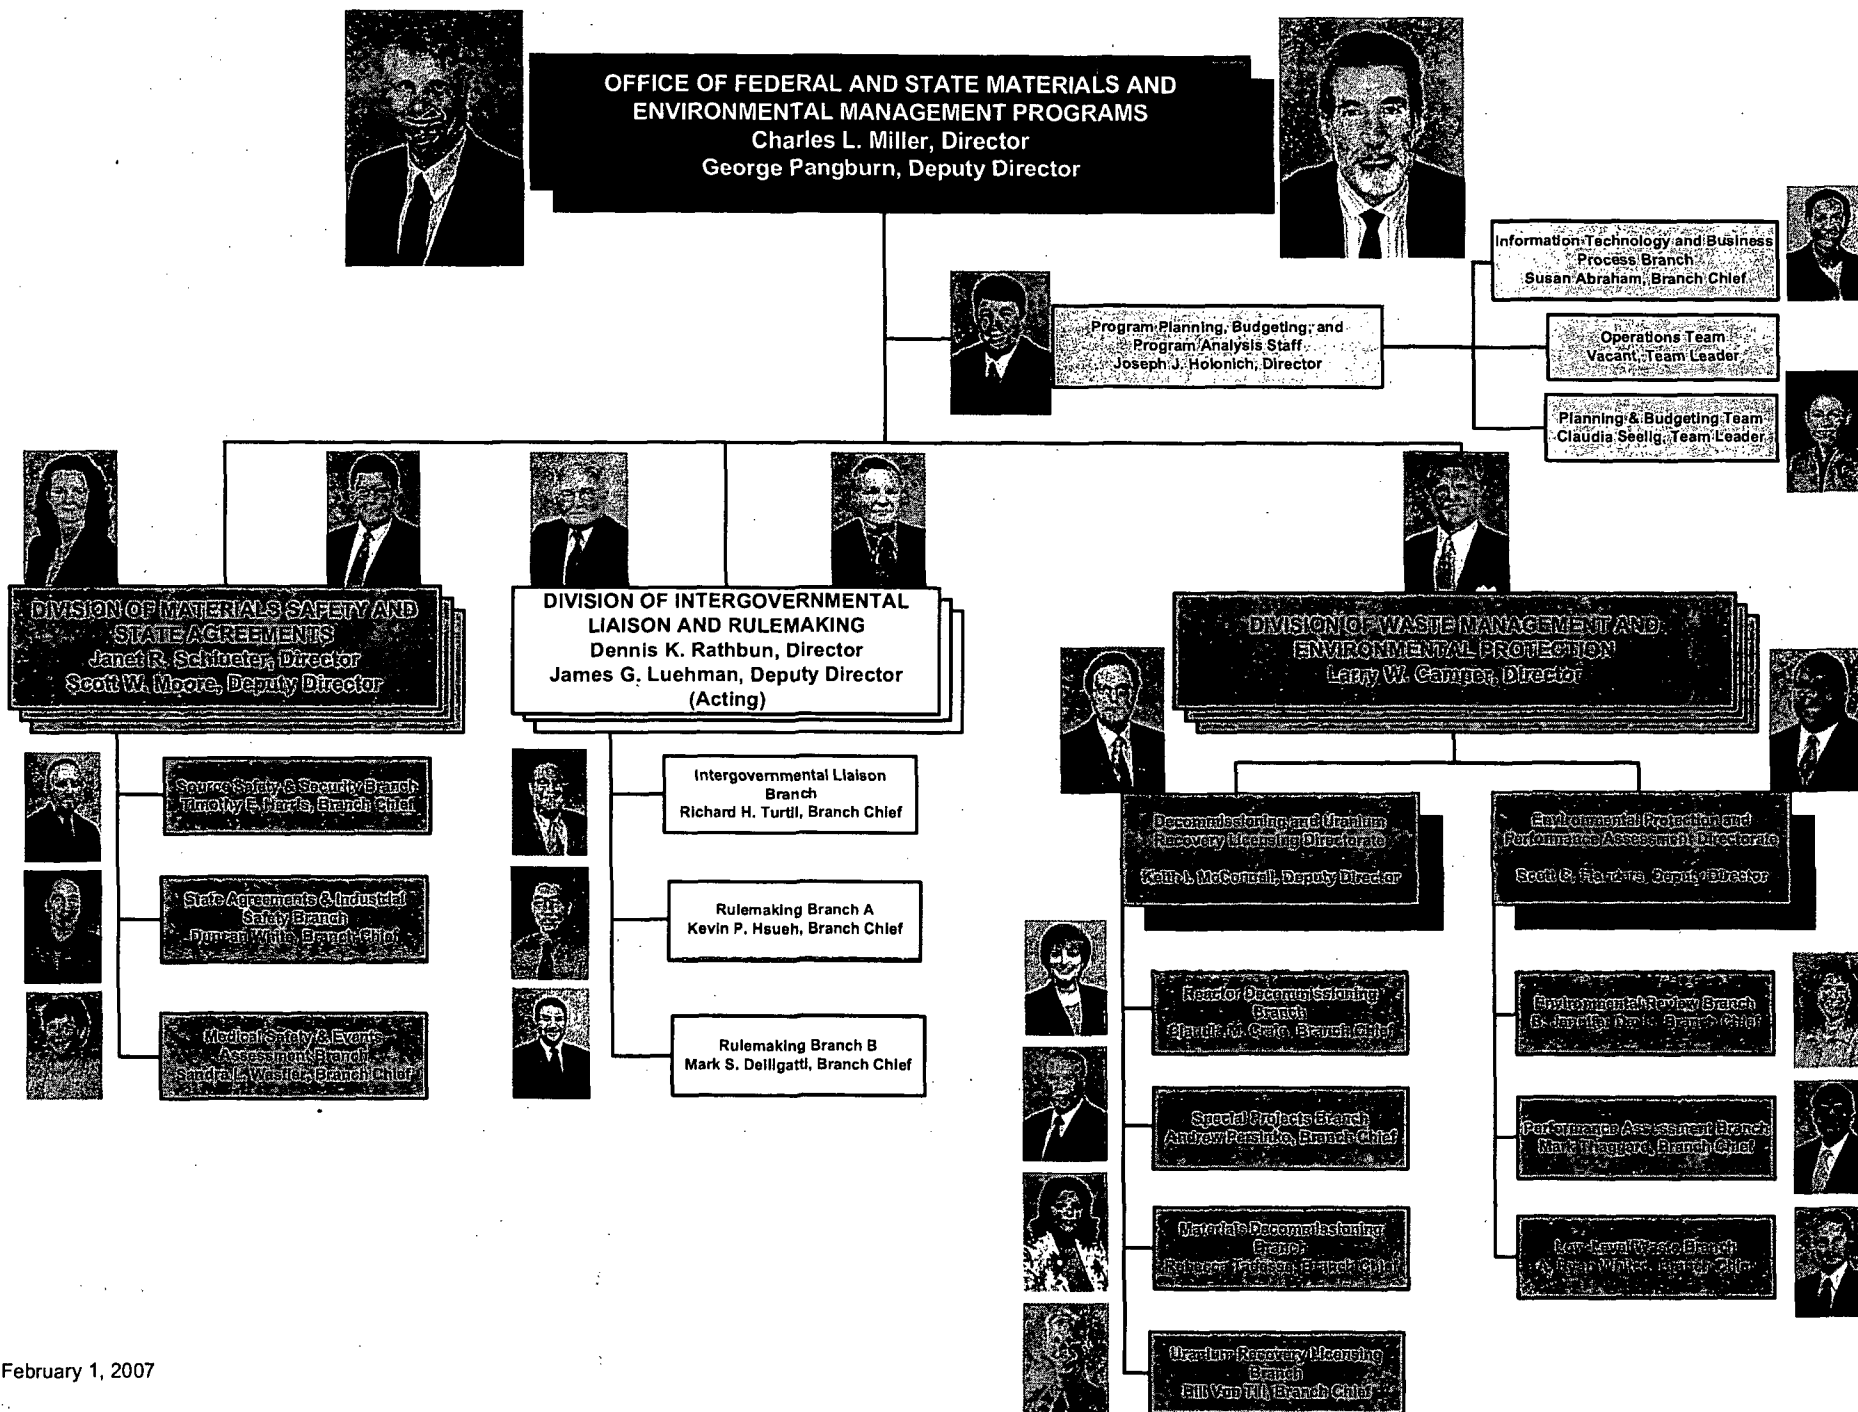 OFFICE OF FEDERAL AND STATE MATERIALS AND
ENVIRONMENTAL MANAGEMENT PROGRAMS
Charles L. Miller, Director
George Pangburn, Deputy Director
Information Technology and Business
Process Branch
Susan Abraham, Branch Chief
Program Planning, Budgeting, and
Program Analysis Staff
Joseph J. Holonich, Director
Operations Team
Vacant, Team Leader
Planning & Budgeting Team
Claudia Seelig, Team Leader
DIVISION OF MATERIALS SAFETY AND
STATE AGREEMENTS
Janet R. Schlueter, Director
Scott W. Moore, Deputy Director
Source Safety & Security Branch
Timothy E. Harris, Branch Chief
State Agreements & Industrial
Safety Branch
Duncan White, Branch Chief
Medical Safety & Events
Assessment Branch
Sandra L. Wastler, Branch Chief
DIVISION OF INTERGOVERNMENTAL
LIAISON AND RULEMAKING
Dennis K. Rathbun, Director
James G. Luehman, Deputy Director
(Acting)
Intergovernmental Liaison
Branch
Richard H. Turtil, Branch Chief
Rulemaking Branch A
Kevin P. Hsueh, Branch Chief
Rulemaking Branch B
Mark S. Delligatti, Branch Chief
DIVISION OF WASTE MANAGEMENT AND
ENVIRONMENTAL PROTECTION
Larry W. Camper, Director
Decommissioning and Uranium
Recovery Licensing Directorate
Keith I. McConnell, Deputy Director
Reactor Decommissioning
Branch
Claudia M. Craig, Branch Chief
Special Projects Branch
Andrew Persinko, Branch Chief
Materials Decommissioning
Branch
Rebecca Tadesse, Branch Chief
Uranium Recovery Licensing
Branch
Bill Von Till, Branch Chief
Environmental Protection and
Performance Assessment Directorate
Scott C. Flanders, Deputy Director
Environmental Review Branch
B. Jennifer Davis, Branch Chief
Performance Assessment Branch
Mark Thaggard, Branch Chief
Low-Level Waste Branch
Branch Chief
February 1, 2007